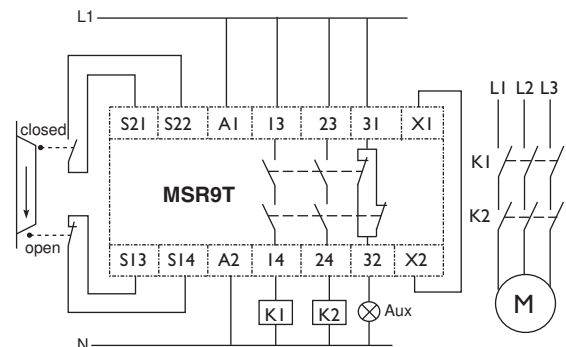 L1
L1 L2 L3
closed
S21 S22 A1 13 23 31 X1
K1
MSR9T
K2
open
S13 S14 A2 14 24 32 X2
K1 K2 Aux
M
N